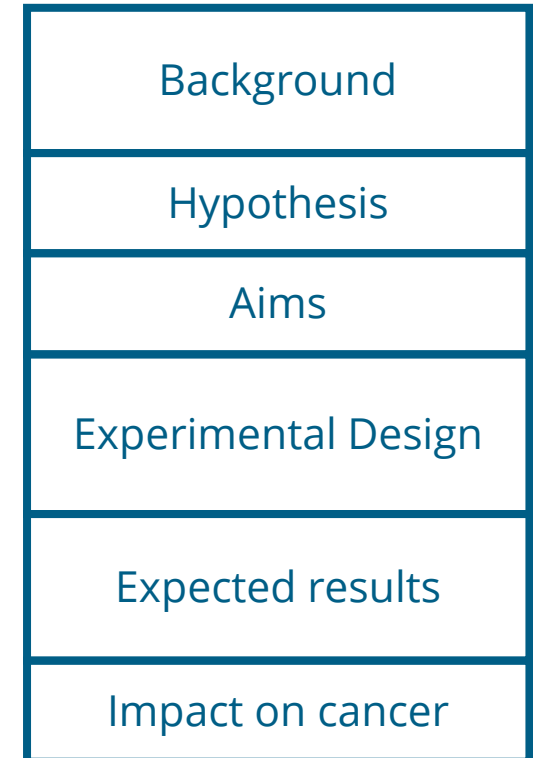 Background
Hypothesis
Aims
Experimental Design
Expected results
Impact on cancer